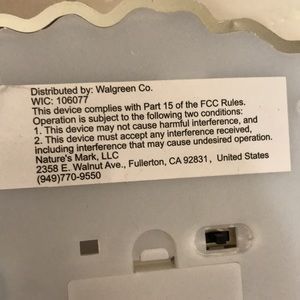 Distributed by: Walgreen Co.
WIC: 106077
This device complies with Part 15 of the FCC Rules.
Operation is subject to the following two conditions:
1. This device may not cause harmful interference, and
2. This device must accept any interference received,
including interference that may cause undesired operation.
Nature's Mark, LLC
2358 E. Walnut Ave., Fullerton, CA 92831, United States
(949)770-9550